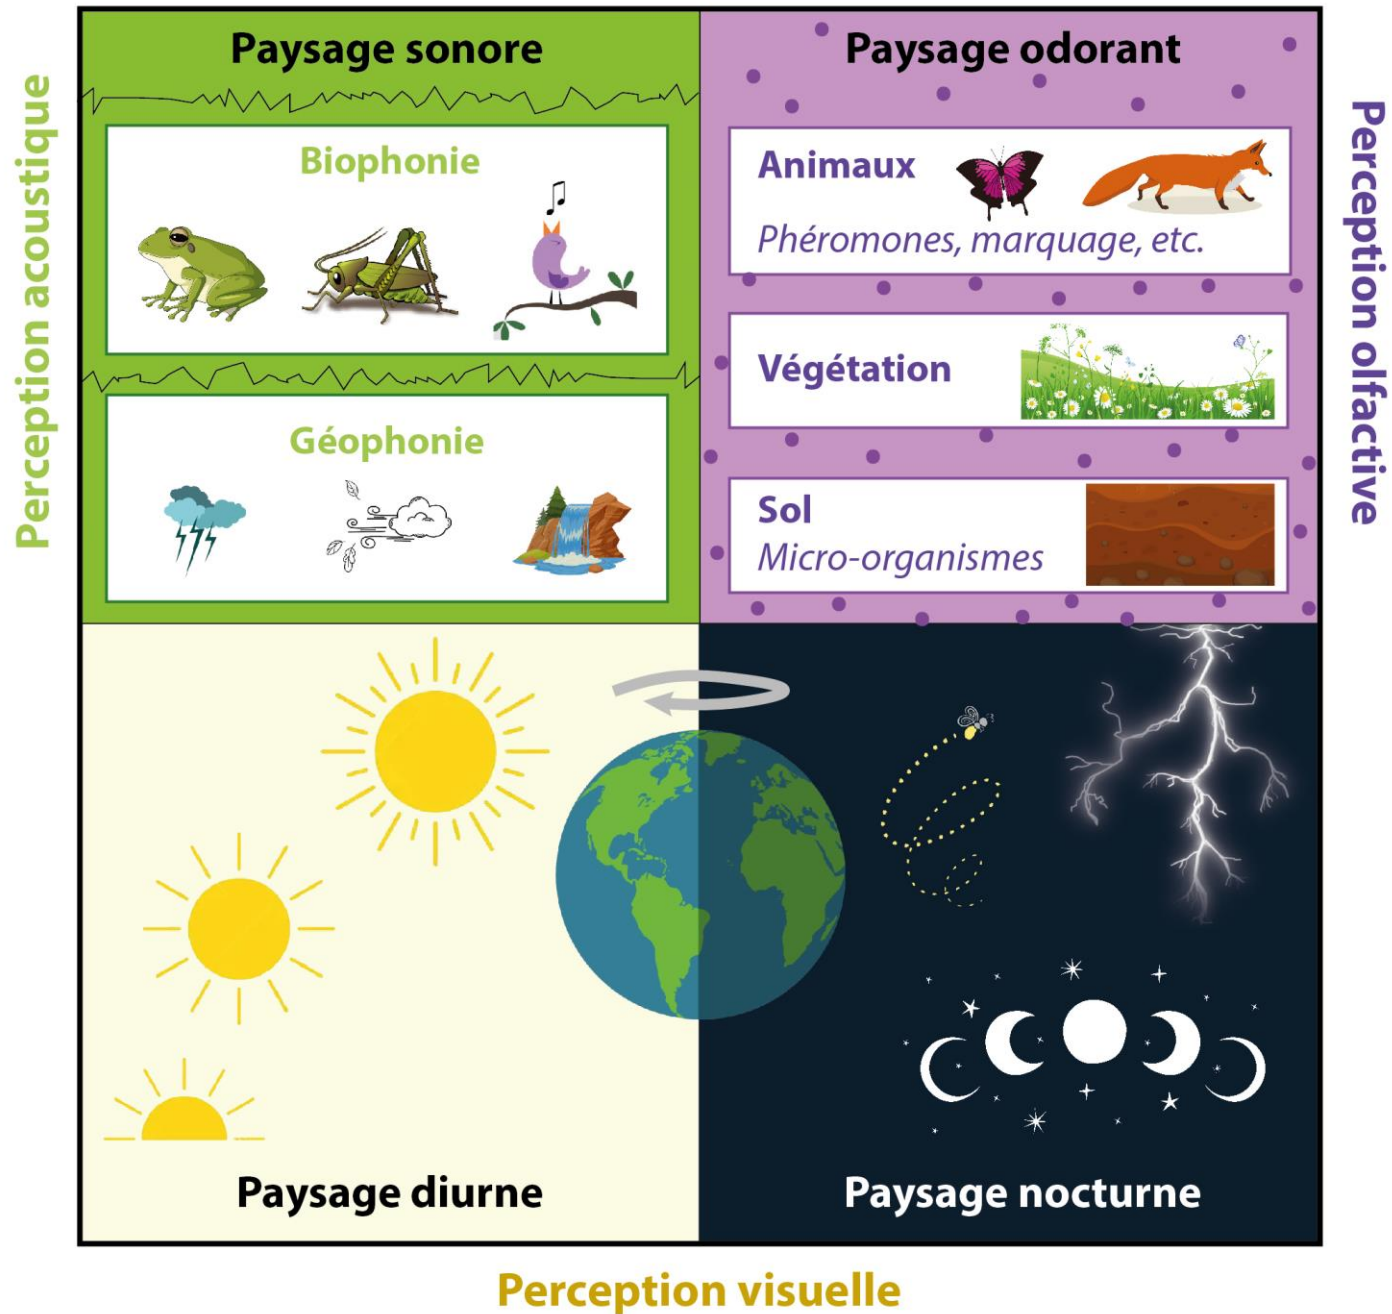 Paysage sonore
Paysage odorant
Perception acoustique
Biophonie
Géophonie
Animaux
Phéromones, marquage, etc.
Végétation
Sol
Micro-organismes
Perception olfactive
Paysage diurne
Paysage nocturne
Perception visuelle